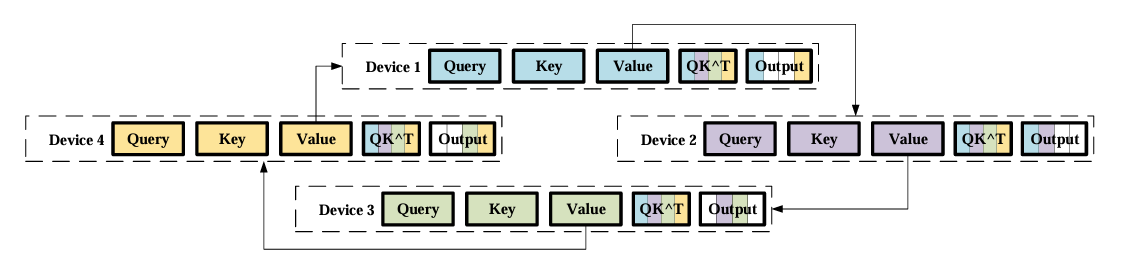 Device 1 Query Key Value QK^T Output
Device 4 Query Key Value QK^T Output
Device 2 Query Key Value QK^T Output
Device 3 Query Key Value QK^T Output